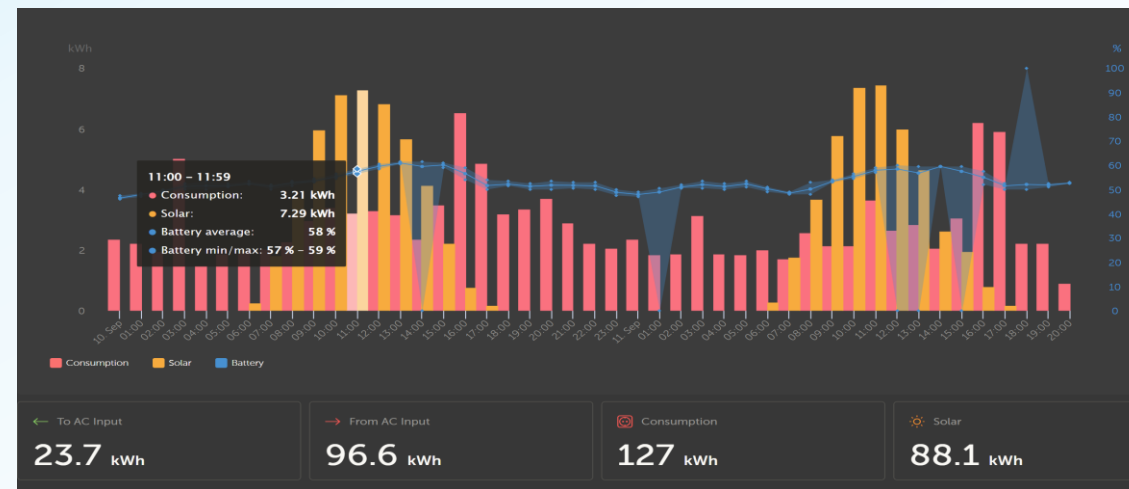 kWh %
8 100
90
80
6 70
60
4 50
40
2 30
20
10
0 0
11:00 – 11:59
Consumption: 3.21 kWh
Solar: 7.29 kWh
Battery average: 58 %
Battery min/max: 57 % – 59 %
10. Sep 01:00 02:00 03:00 04:00 05:00 06:00 07:00 08:00 09:00 10:00 11:00 12:00 13:00 14:00 15:00 16:00 17:00 18:00 19:00 20:00 21:00 22:00 23:00 11. Sep 01:00 02:00 03:00 04:00 05:00 06:00 07:00 08:00 09:00 10:00 11:00 12:00 13:00 14:00 15:00 16:00 17:00 18:00 19:00 20:00
Consumption Solar Battery
← To AC Input → From AC Input Consumption Solar
23.7 kWh 96.6 kWh 127 kWh 88.1 kWh